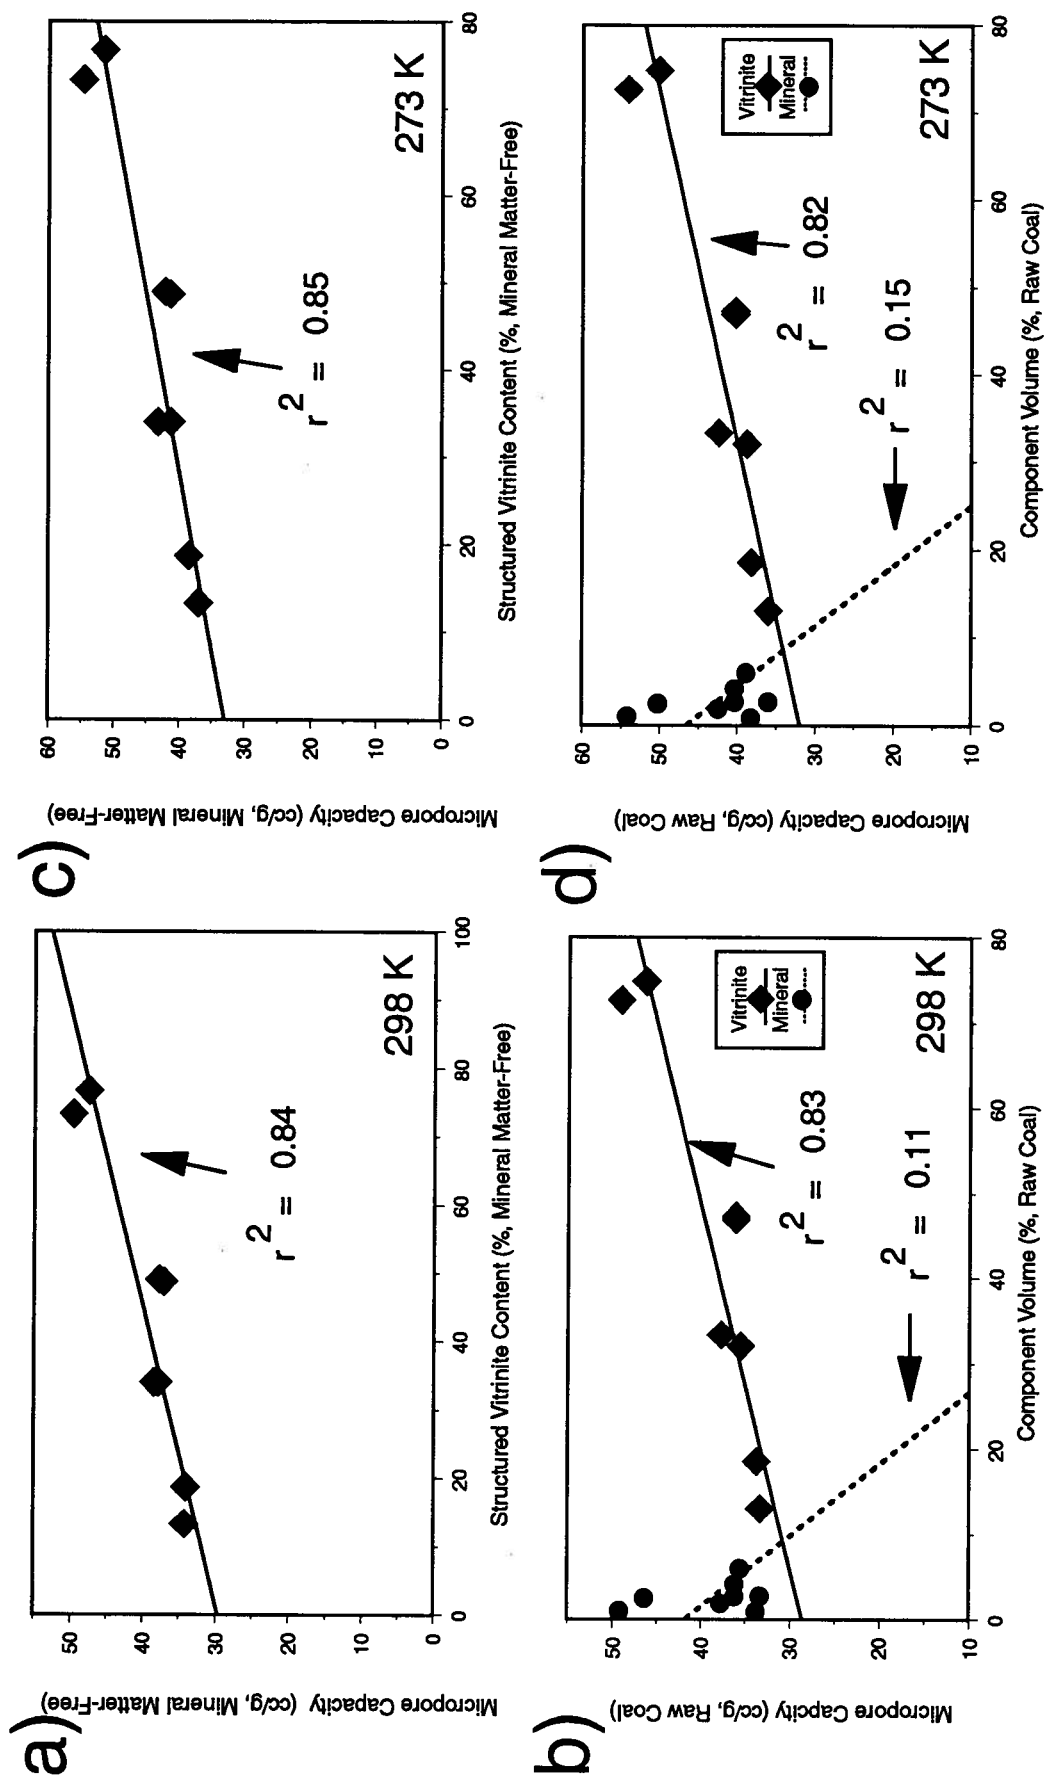 a)
Micropore Capacity (cc/g, Mineral Matter-Free)
50
40
30
20
10
0
r2 = 0.84
298 K
0 20 40 60 80 100
Structured Vitrinite Content (%, Mineral Matter-Free)
c)
Micropore Capacity (cc/g, Mineral Matter-Free)
60
50
40
30
20
10
0
r2 = 0.85
273 K
0 20 40 60 80
Structured Vitrinite Content (%, Mineral Matter-Free)
b)
Micropore Capcity (cc/g, Raw Coal)
50
40
30
20
10
Vitrinite
Mineral
r2 = 0.83
r2 = 0.11
298 K
0 20 40 60 80
Component Volume (%, Raw Coal)
d)
Micropore Capacity (cc/g, Raw Coal)
60
50
40
30
20
10
Vitrinite
Mineral
r2 = 0.82
r2 = 0.15
273 K
0 20 40 60 80
Component Volume (%, Raw Coal)